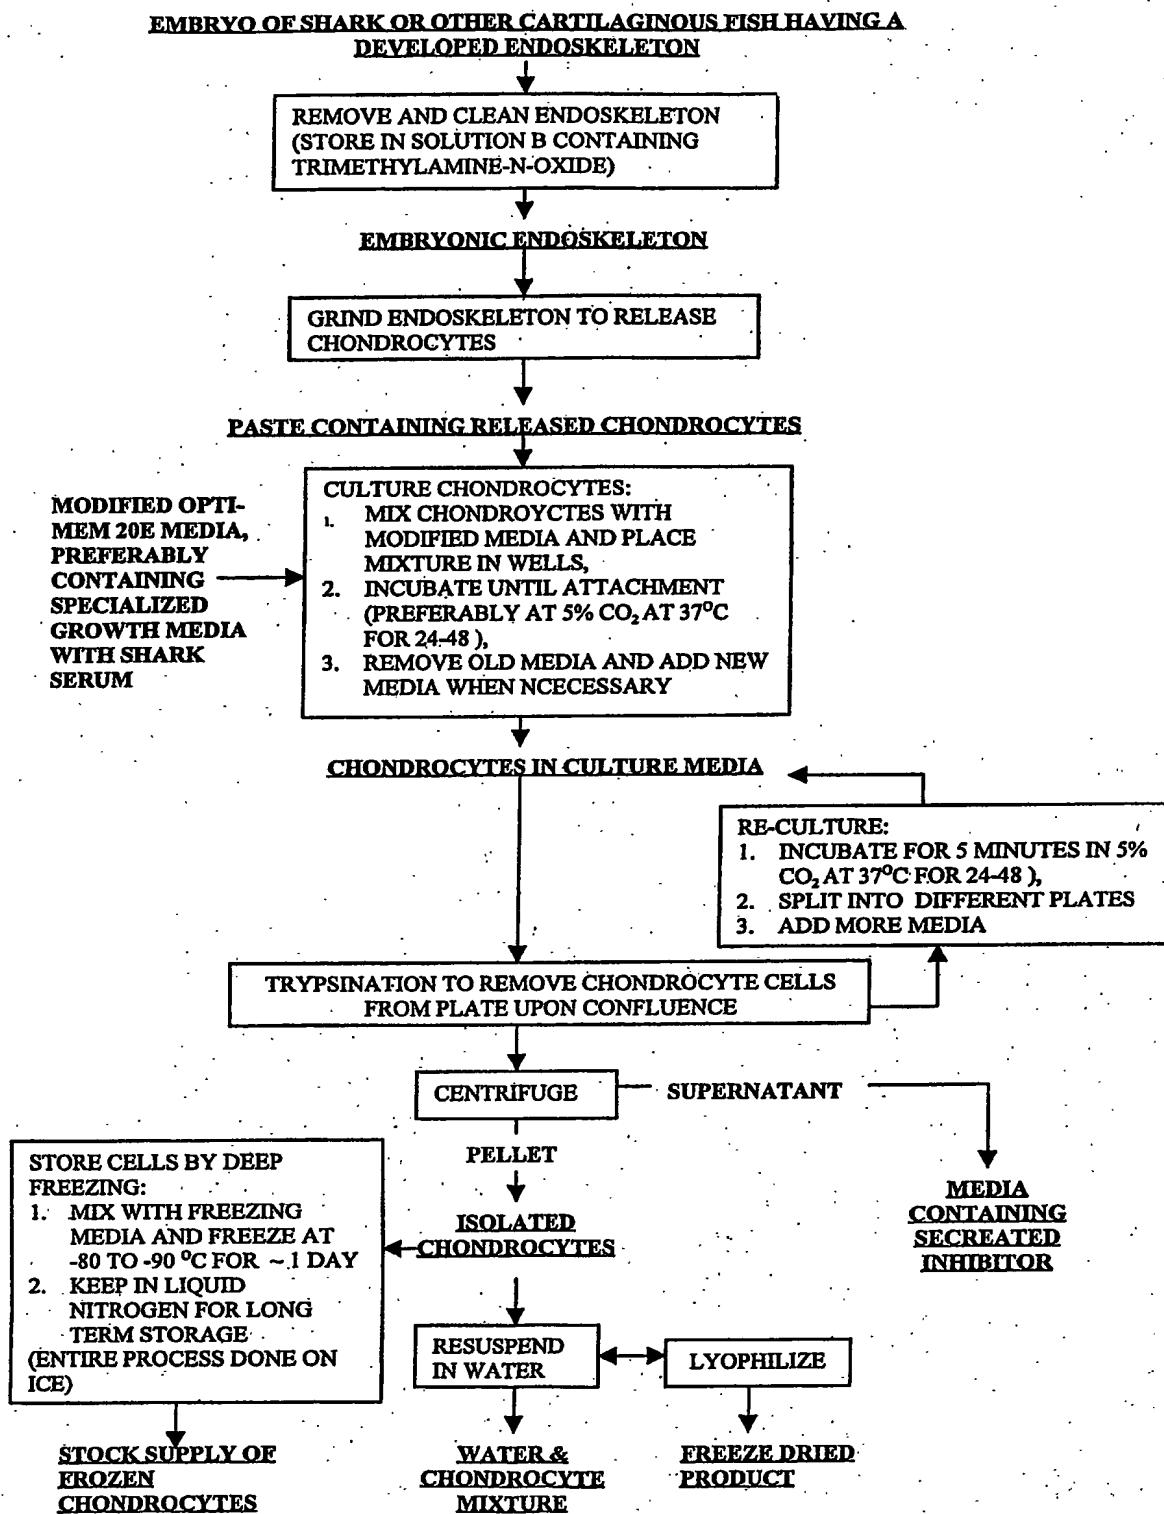 EMBRYO OF SHARK OR OTHER CARTILAGINOUS FISH HAVING A
DEVELOPED ENDOSKELETON
REMOVE AND CLEAN ENDOSKELETON
(STORE IN SOLUTION B CONTAINING
TRIMETHYLAMINE-N-OXIDE)
EMBRYONIC ENDOSKELETON
GRIND ENDOSKELETON TO RELEASE
CHONDROCYTES
PASTE CONTAINING RELEASED CHONDROCYTES
MODIFIED OPTI-
MEM 20E MEDIA,
PREFERABLY
CONTAINING
SPECIALIZED
GROWTH MEDIA
WITH SHARK
SERUM
CULTURE CHONDROCYTES:
1. MIX CHONDROYCTES WITH
MODIFIED MEDIA AND PLACE
MIXTURE IN WELLS,
2. INCUBATE UNTIL ATTACHMENT
(PREFERABLY AT 5% CO2 AT 37°C
FOR 24-48 ),
3. REMOVE OLD MEDIA AND ADD NEW
MEDIA WHEN NCECESSARY
CHONDROCYTES IN CULTURE MEDIA
RE-CULTURE:
1. INCUBATE FOR 5 MINUTES IN 5%
CO2 AT 37°C FOR 24-48 ),
2. SPLIT INTO DIFFERENT PLATES
3. ADD MORE MEDIA
TRYPSINATION TO REMOVE CHONDROCYTE CELLS
FROM PLATE UPON CONFLUENCE
CENTRIFUGE
SUPERNATANT
PELLET
MEDIA
CONTAINING
SECREATED
INHIBITOR
ISOLATED
CHONDROCYTES
STORE CELLS BY DEEP
FREEZING:
1. MIX WITH FREEZING
MEDIA AND FREEZE AT
-80 TO -90 °C FOR ~ 1 DAY
2. KEEP IN LIQUID
NITROGEN FOR LONG
TERM STORAGE
(ENTIRE PROCESS DONE ON
ICE)
RESUSPEND
IN WATER
LYOPHILIZE
STOCK SUPPLY OF
FROZEN
CHONDROCYTES
WATER &
CHONDROCYTE
MIXTURE
FREEZE DRIED
PRODUCT